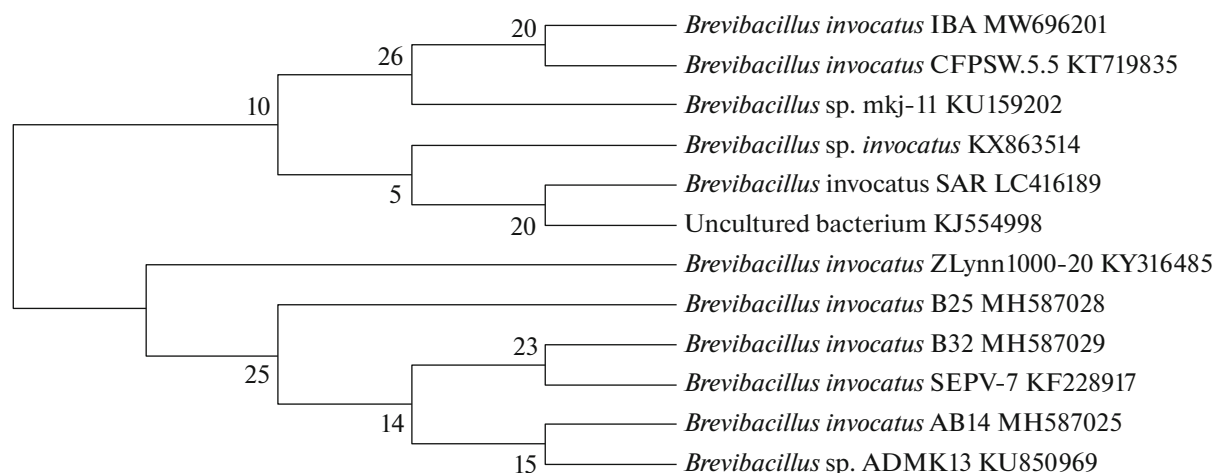 20
Brevibacillus invocatus IBA MW696201
26
Brevibacillus invocatus CFPSW.5.5 KT719835
10
Brevibacillus sp. mkj-11 KU159202
Brevibacillus sp. invocatus KX863514
5
Brevibacillus invocatus SAR LC416189
20
Uncultured bacterium KJ554998
Brevibacillus invocatus ZLynn1000-20 KY316485
Brevibacillus invocatus B25 MH587028
23
Brevibacillus invocatus B32 MH587029
25
Brevibacillus invocatus SEPV-7 KF228917
14
Brevibacillus invocatus AB14 MH587025
15
Brevibacillus sp. ADMK13 KU850969